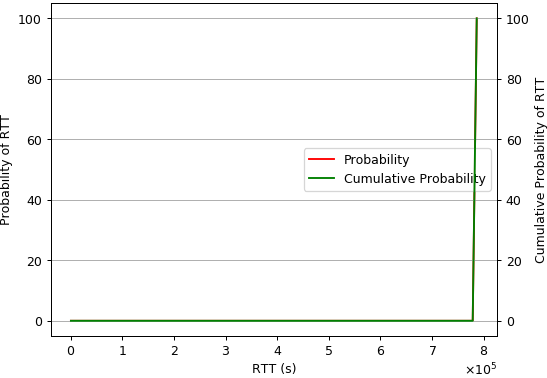 100
80
60
40
20
0
Probability of RTT
100
80
60
40
20
0
Cumulative Probability of RTT
Probability
Cumulative Probability
0 1 2 3 4 5 6 7 8
RTT (s)
×10⁵